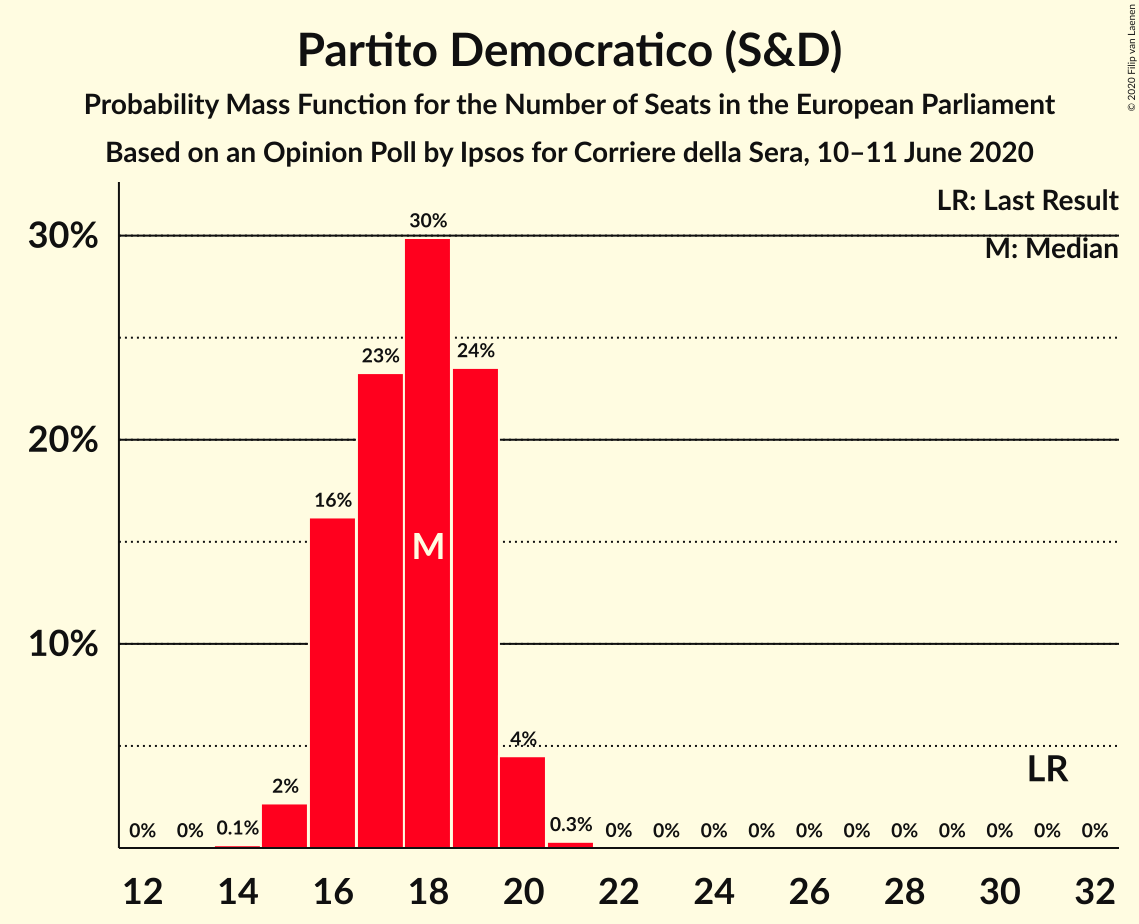 Partito Democratico (S&D)
Probability Mass Function for the Number of Seats in the European Parliament
Based on an Opinion Poll by Ipsos for Corriere della Sera, 10–11 June 2020
© 2020 Filip van Laenen
LR: Last Result
M: Median
30%
20%
10%
0% 0% 0.1% 2% 16% 23% 30% 24% 4% 0.3% 0% 0% 0% 0% 0% 0% 0% 0% 0% 0% 0%
M
LR
12 14 16 18 20 22 24 26 28 30 32